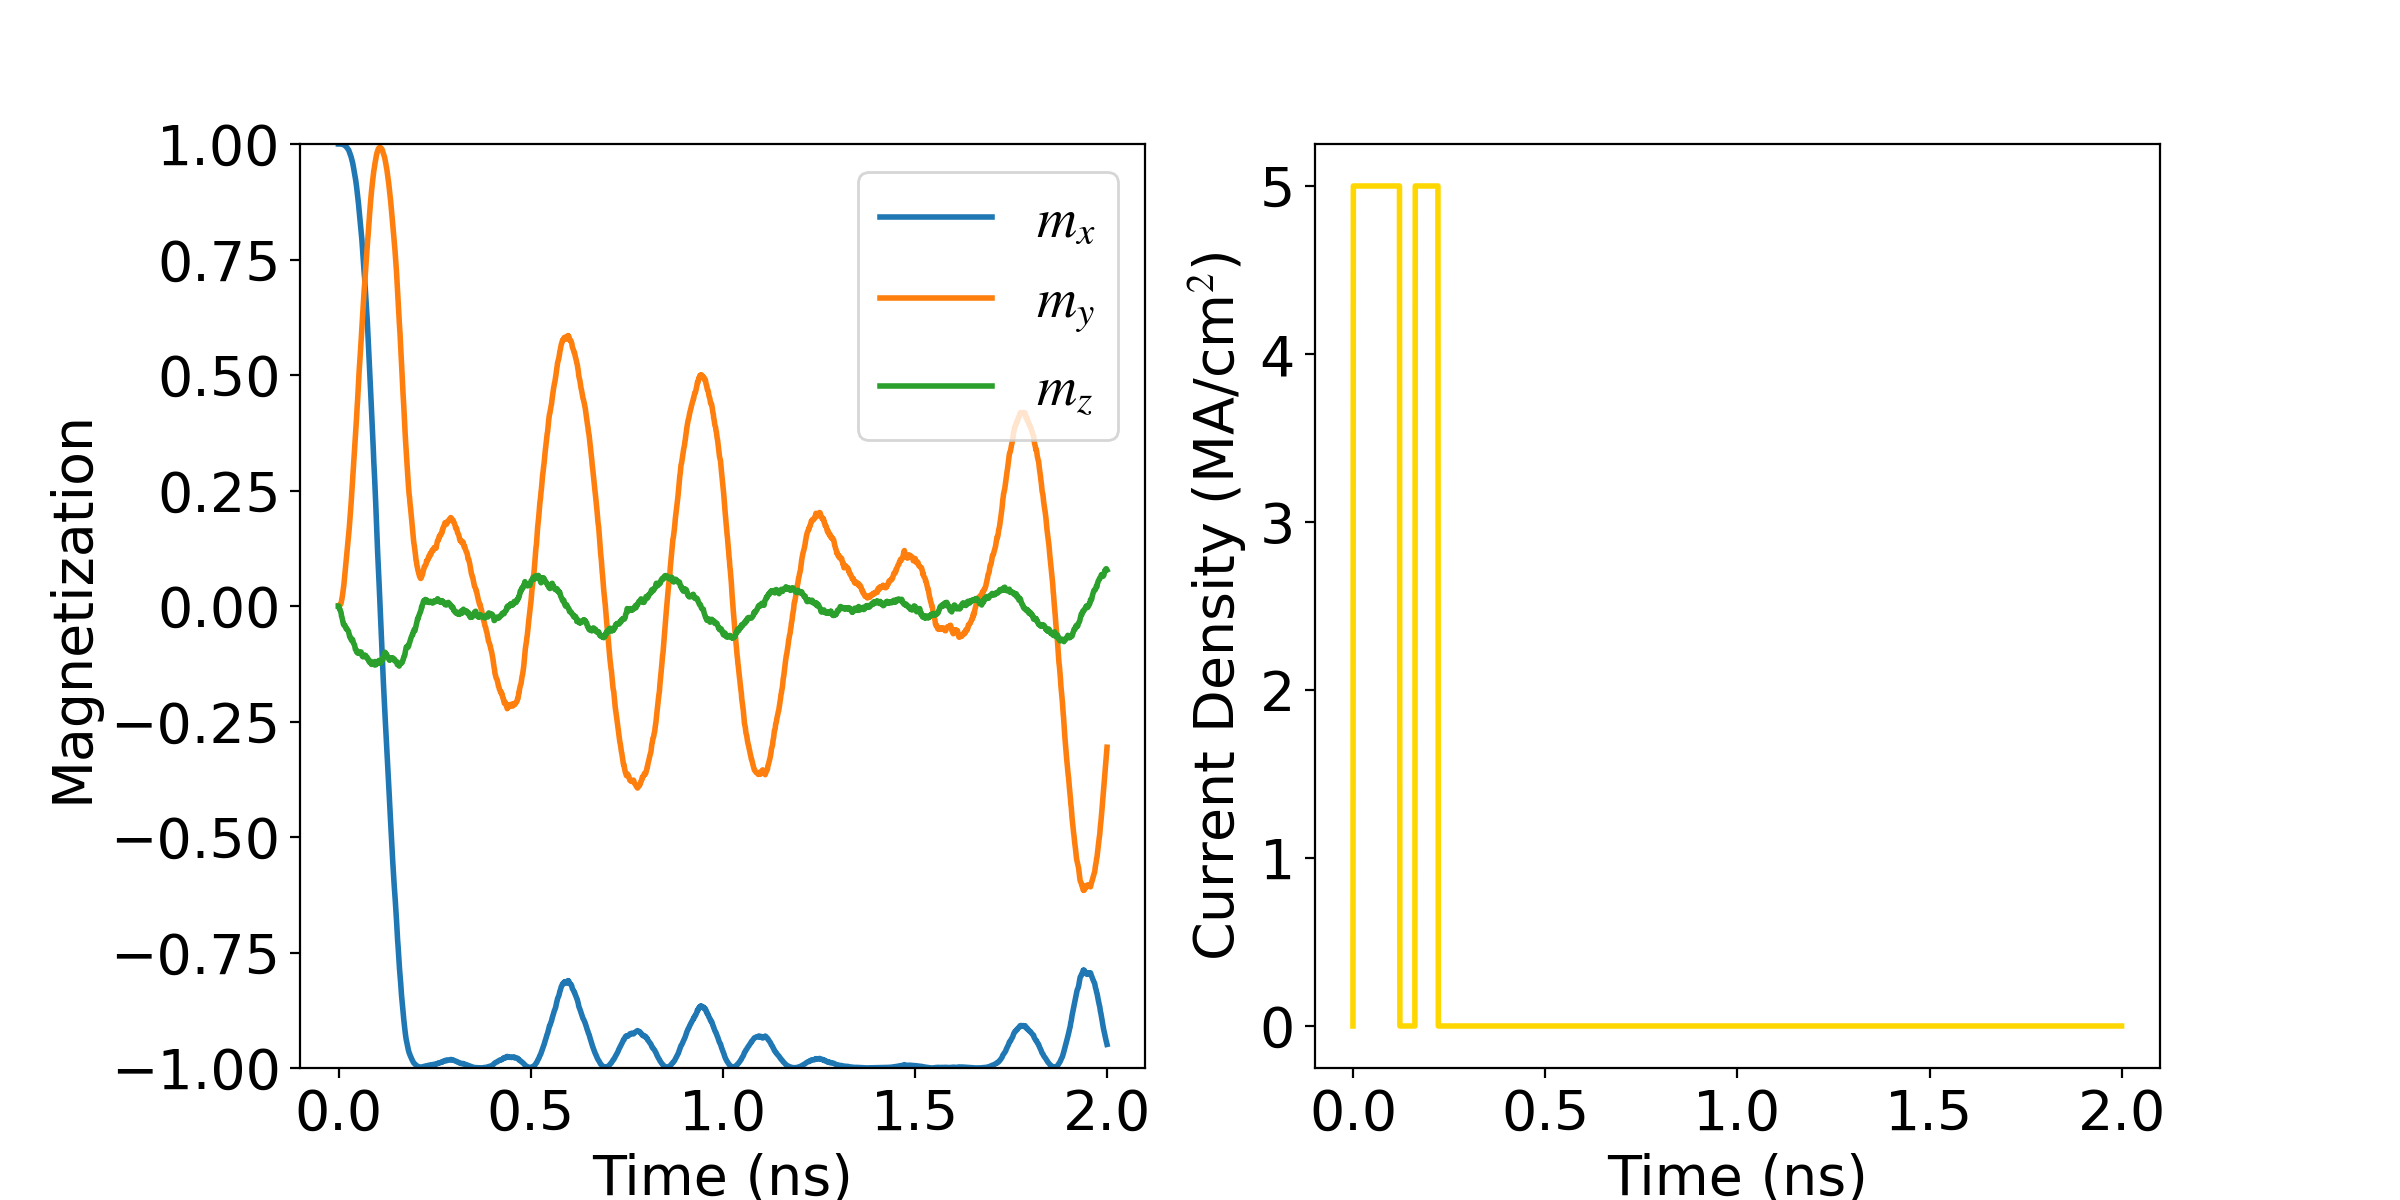 1.00
0.75
0.50
0.25
0.00
−0.25
−0.50
−0.75
−1.00
Magnetization
0.0 0.5 1.0 1.5 2.0
Time (ns)
m_x
m_y
m_z
5
4
3
2
1
0
Current Density (MA/cm²)
0.0 0.5 1.0 1.5 2.0
Time (ns)